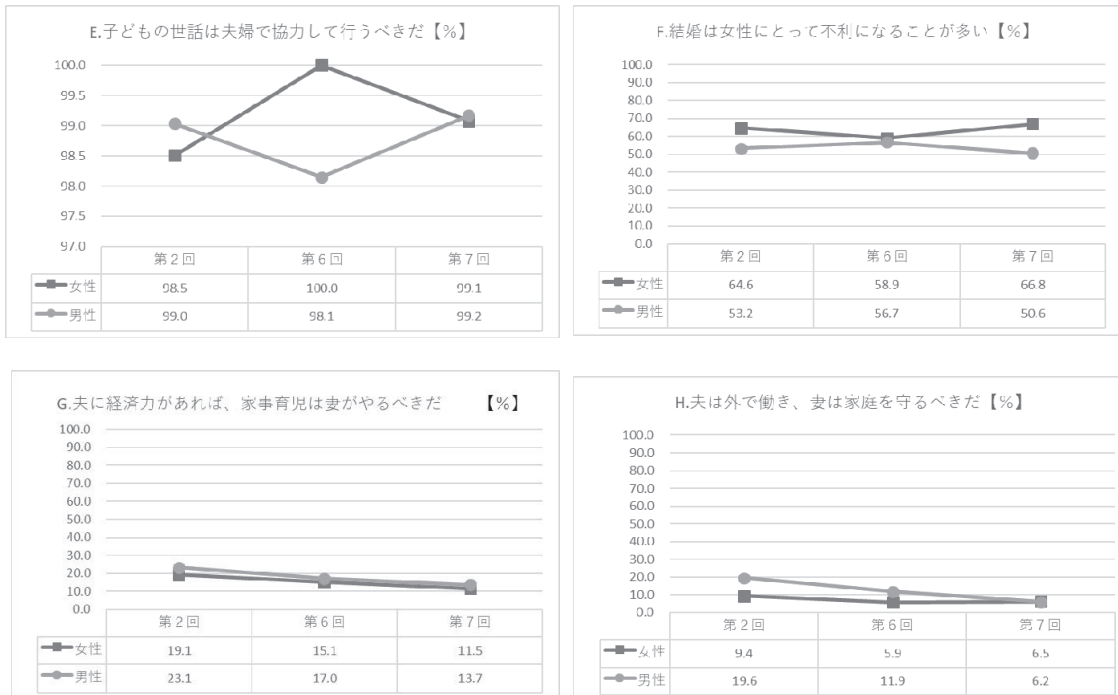 E.子どもの世話は夫婦で協力して行うべきだ【%】
100.0
99.5
99.0
98.5
98.0
97.5
97.0
第2回 第6回 第7回
女性 98.5 100.0 99.1
男性 99.0 98.1 99.2
F.結婚は女性にとって不利になることが多い【%】
100.0
90.0
80.0
70.0
60.0
50.0
40.0
30.0
20.0
10.0
0.0
第2回 第6回 第7回
女性 64.6 58.9 66.8
男性 53.2 56.7 50.6
G.夫に経済力があれば、家事育児は妻がやるべきだ 【%】
100.0
90.0
80.0
70.0
60.0
50.0
40.0
30.0
20.0
10.0
0.0
第2回 第6回 第7回
女性 19.1 15.1 11.5
男性 23.1 17.0 13.7
H.夫は外で働き、妻は家庭を守るべきだ【%】
100.0
90.0
80.0
70.0
60.0
50.0
40.0
30.0
20.0
10.0
0.0
第2回 第6回 第7回
女性 9.4 5.9 6.5
男性 19.6 11.9 6.2